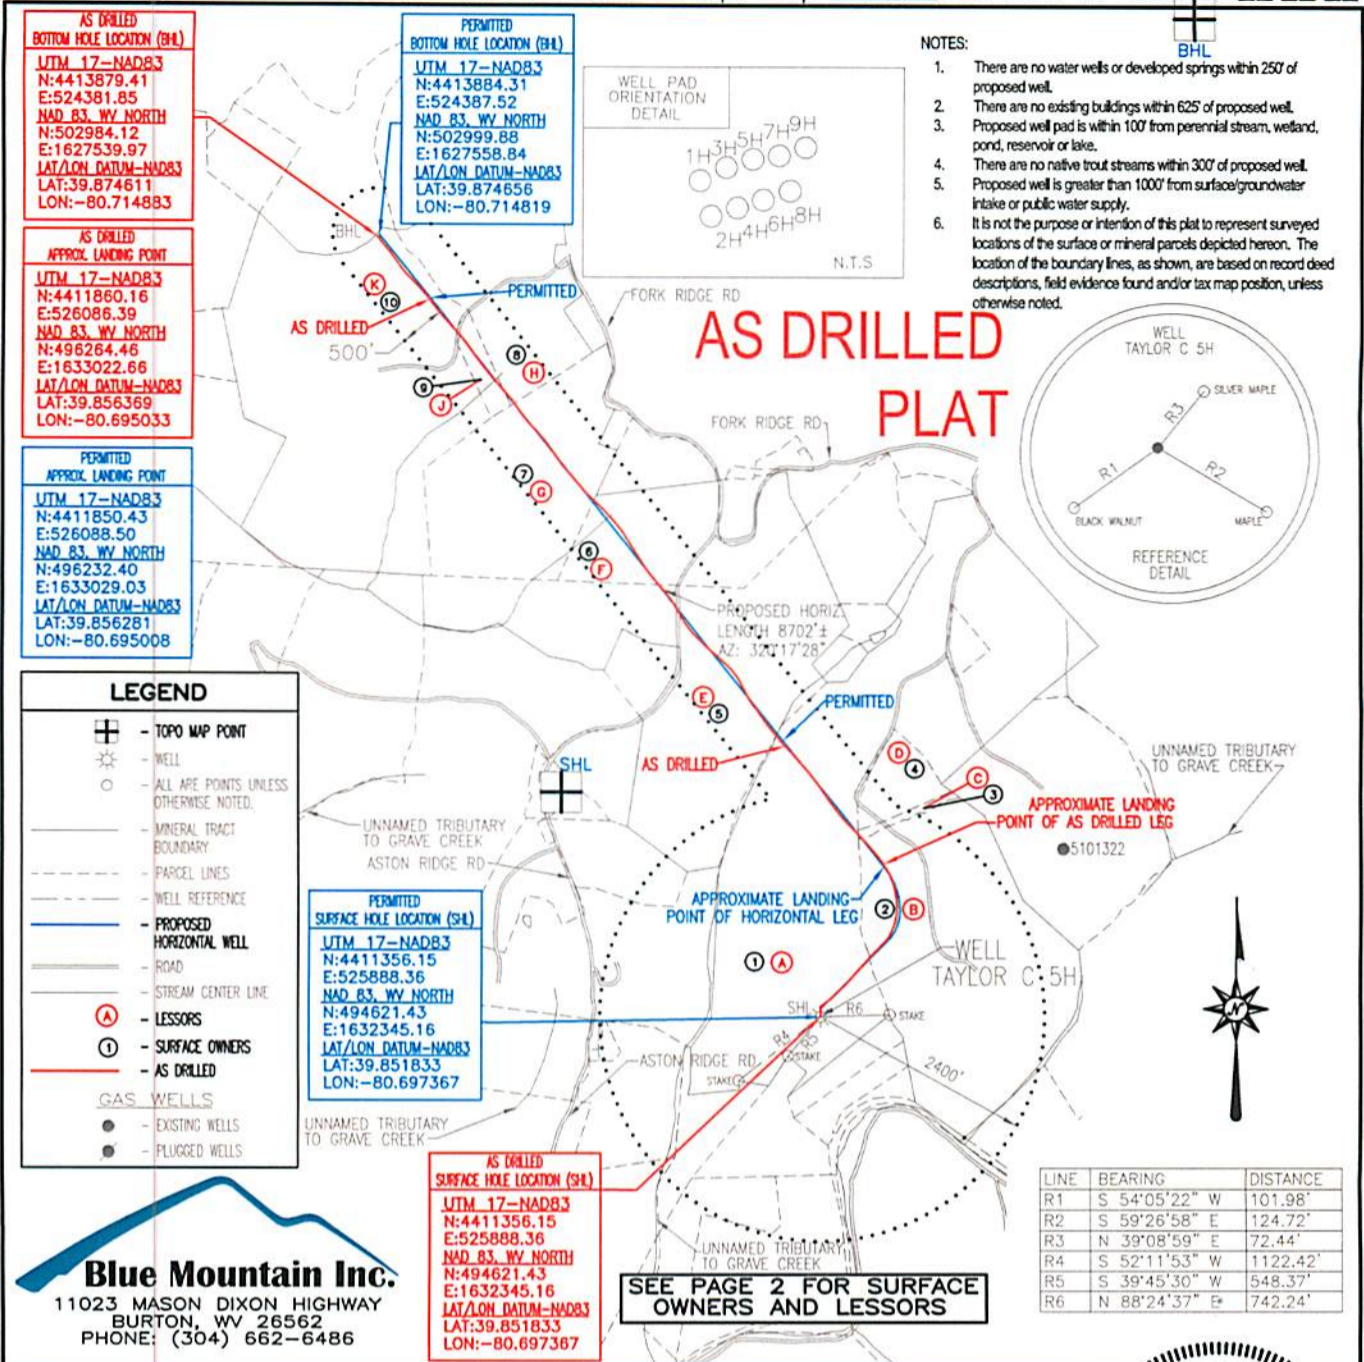 AS DRILLED
BOTTOM HOLE LOCATION (BHL)
UTM 17-NAD83
N:4413879.41
E:524381.85
NAD 83, WV NORTH
N:502984.12
E:1627539.97
LAT/LON DATUM-NAD83
LAT:39.874611
LON:-80.714883
PERMITTED
BOTTOM HOLE LOCATION (BHL)
UTM 17-NAD83
N:4413884.31
E:524387.52
NAD 83, WV NORTH
N:502999.88
E:1627558.84
LAT/LON DATUM-NAD83
LAT:39.874656
LON:-80.714819
WELL PAD
ORIENTATION
DETAIL
1H 3H 5H 7H 9H
2H 4H 6H 8H
N.T.S
BHL
NOTES:
1. There are no water wells or developed springs within 250' of
proposed well.
2. There are no existing buildings within 625' of proposed well.
3. Proposed well pad is within 100' from perennial stream, wetland,
pond, reservoir or lake.
4. There are no native trout streams within 300' of proposed well.
5. Proposed well is greater than 1000' from surface/groundwater
intake or public water supply.
6. It is not the purpose or intention of this plat to represent surveyed
locations of the surface or mineral parcels depicted hereon. The
location of the boundary lines, as shown, are based on record deed
descriptions, field evidence found and/or tax map position, unless
otherwise noted.
AS DRILLED
APPROX. LANDING POINT
UTM 17-NAD83
N:4411860.16
E:526086.39
NAD 83, WV NORTH
N:496264.46
E:1633022.66
LAT/LON DATUM-NAD83
LAT:39.856369
LON:-80.695033
PERMITTED
APPROX. LANDING POINT
UTM 17-NAD83
N:4411850.43
E:526088.50
NAD 83, WV NORTH
N:496232.40
E:1633029.03
LAT/LON DATUM-NAD83
LAT:39.856281
LON:-80.695008
AS DRILLED
PLAT
WELL
TAYLOR C 5H
SILVER MAPLE
R3
R1
R2
BLACK WALNUT
MAPLE
REFERENCE
DETAIL
BHL
K
10
PERMITTED
AS DRILLED
500'
FORK RIDGE RD
8
H
9
J
FORK RIDGE RD
7
G
6
F
PROPOSED HORIZ.
LENGTH 8702'±
AZ: 320°17'28"
E
5
PERMITTED
AS DRILLED
D
4
C
3
UNNAMED TRIBUTARY
TO GRAVE CREEK
APPROXIMATE LANDING
POINT OF AS DRILLED LEG
5101322
SHL
UNNAMED TRIBUTARY
TO GRAVE CREEK
ASTON RIDGE RD
APPROXIMATE LANDING
POINT OF HORIZONTAL LEG
2
B
1
A
WELL
TAYLOR C 5H
SHL
R6
STAKE
R4
R5
STAKE
STAKE
2400'
ASTON RIDGE RD
UNNAMED TRIBUTARY
TO GRAVE CREEK
UNNAMED TRIBUTARY
TO GRAVE CREEK
N
LEGEND
- TOPO MAP POINT
- WELL
- ALL ARE POINTS UNLESS
OTHERWISE NOTED.
- MINERAL TRACT
BOUNDARY
- PARCEL LINES
- WELL REFERENCE
- PROPOSED
HORIZONTAL WELL
- ROAD
- STREAM CENTER LINE
A - LESSORS
1 - SURFACE OWNERS
- AS DRILLED
GAS WELLS
- EXISTING WELLS
- PLUGGED WELLS
PERMITTED
SURFACE HOLE LOCATION (SHL)
UTM 17-NAD83
N:4411356.15
E:525888.36
NAD 83, WV NORTH
N:494621.43
E:1632345.16
LAT/LON DATUM-NAD83
LAT:39.851833
LON:-80.697367
AS DRILLED
SURFACE HOLE LOCATION (SHL)
UTM 17-NAD83
N:4411356.15
E:525888.36
NAD 83, WV NORTH
N:494621.43
E:1632345.16
LAT/LON DATUM-NAD83
LAT:39.851833
LON:-80.697367
Blue Mountain Inc.
11023 MASON DIXON HIGHWAY
BURTON, WV 26562
PHONE: (304) 662-6486
SEE PAGE 2 FOR SURFACE
OWNERS AND LESSORS
LINE BEARING DISTANCE
R1 S 54°05'22" W 101.98'
R2 S 59°26'58" E 124.72'
R3 N 39°08'59" E 72.44'
R4 S 52°11'53" W 1122.42'
R5 S 39°45'30" W 548.37'
R6 N 88°24'37" E 742.24'